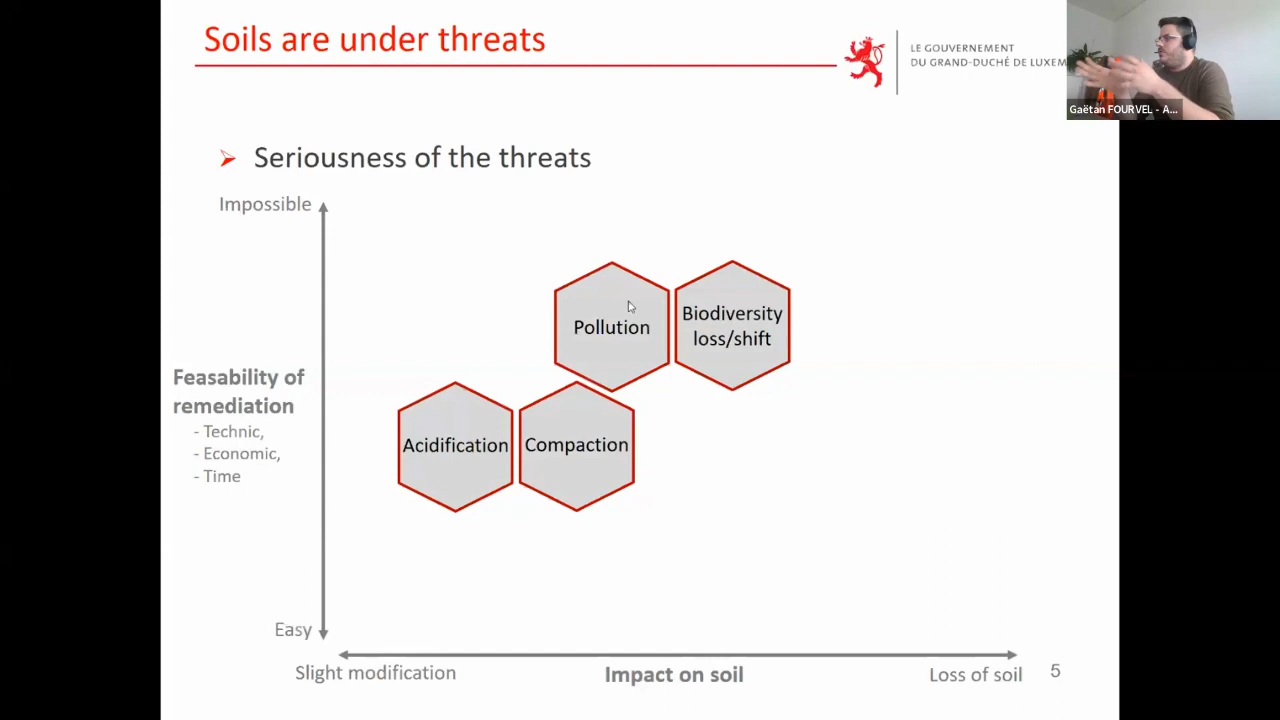 Soils are under threats
LE GOUVERNEMENT
DU GRAND-DUCHÉ DE LUXEM
Gaëtan FOURVEL - A...
Seriousness of the threats
Impossible
Pollution
Biodiversity
loss/shift
Feasability of
remediation
- Technic,
- Economic,
- Time
Acidification
Compaction
Easy
Slight modification
Impact on soil
Loss of soil
5